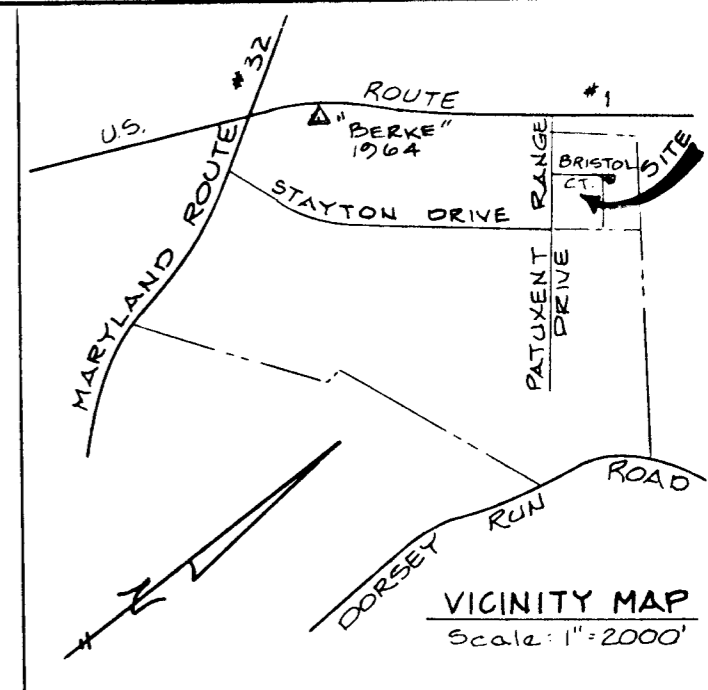 U.S. ROUTE #1
MARYLAND ROUTE #32
"BERKE"
1964
STAYTON DRIVE
PATUXENT RANGE
DRIVE
BRISTOL
CT.
SITE
DORSEY RUN ROAD
N
VICINITY MAP
Scale: 1"=2000'